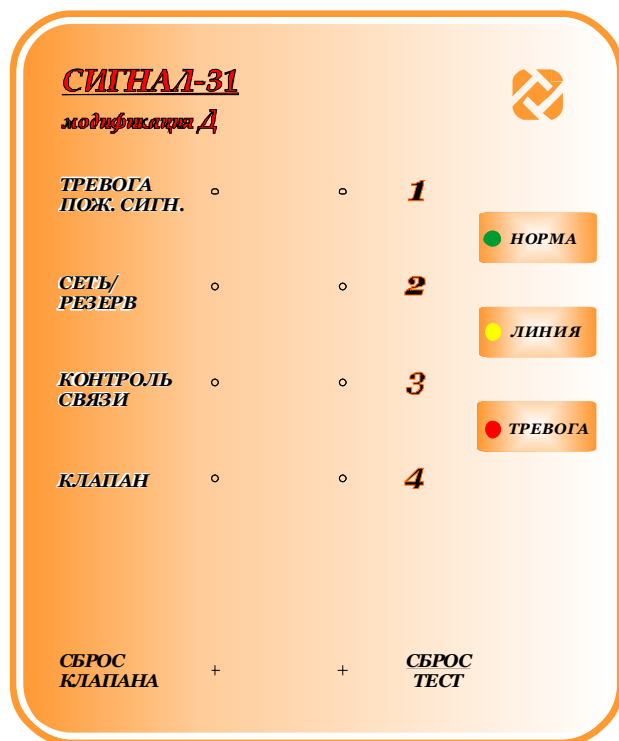 СИГНАЛ-31
модификация Д
ТРЕВОГА
ПОЖ. СИГН.
1
НОРМА
СЕТЬ/
РЕЗЕРВ
2
ЛИНИЯ
КОНТРОЛЬ
СВЯЗИ
3
ТРЕВОГА
КЛАПАН
4
СБРОС
КЛАПАНА
СБРОС
ТЕСТ